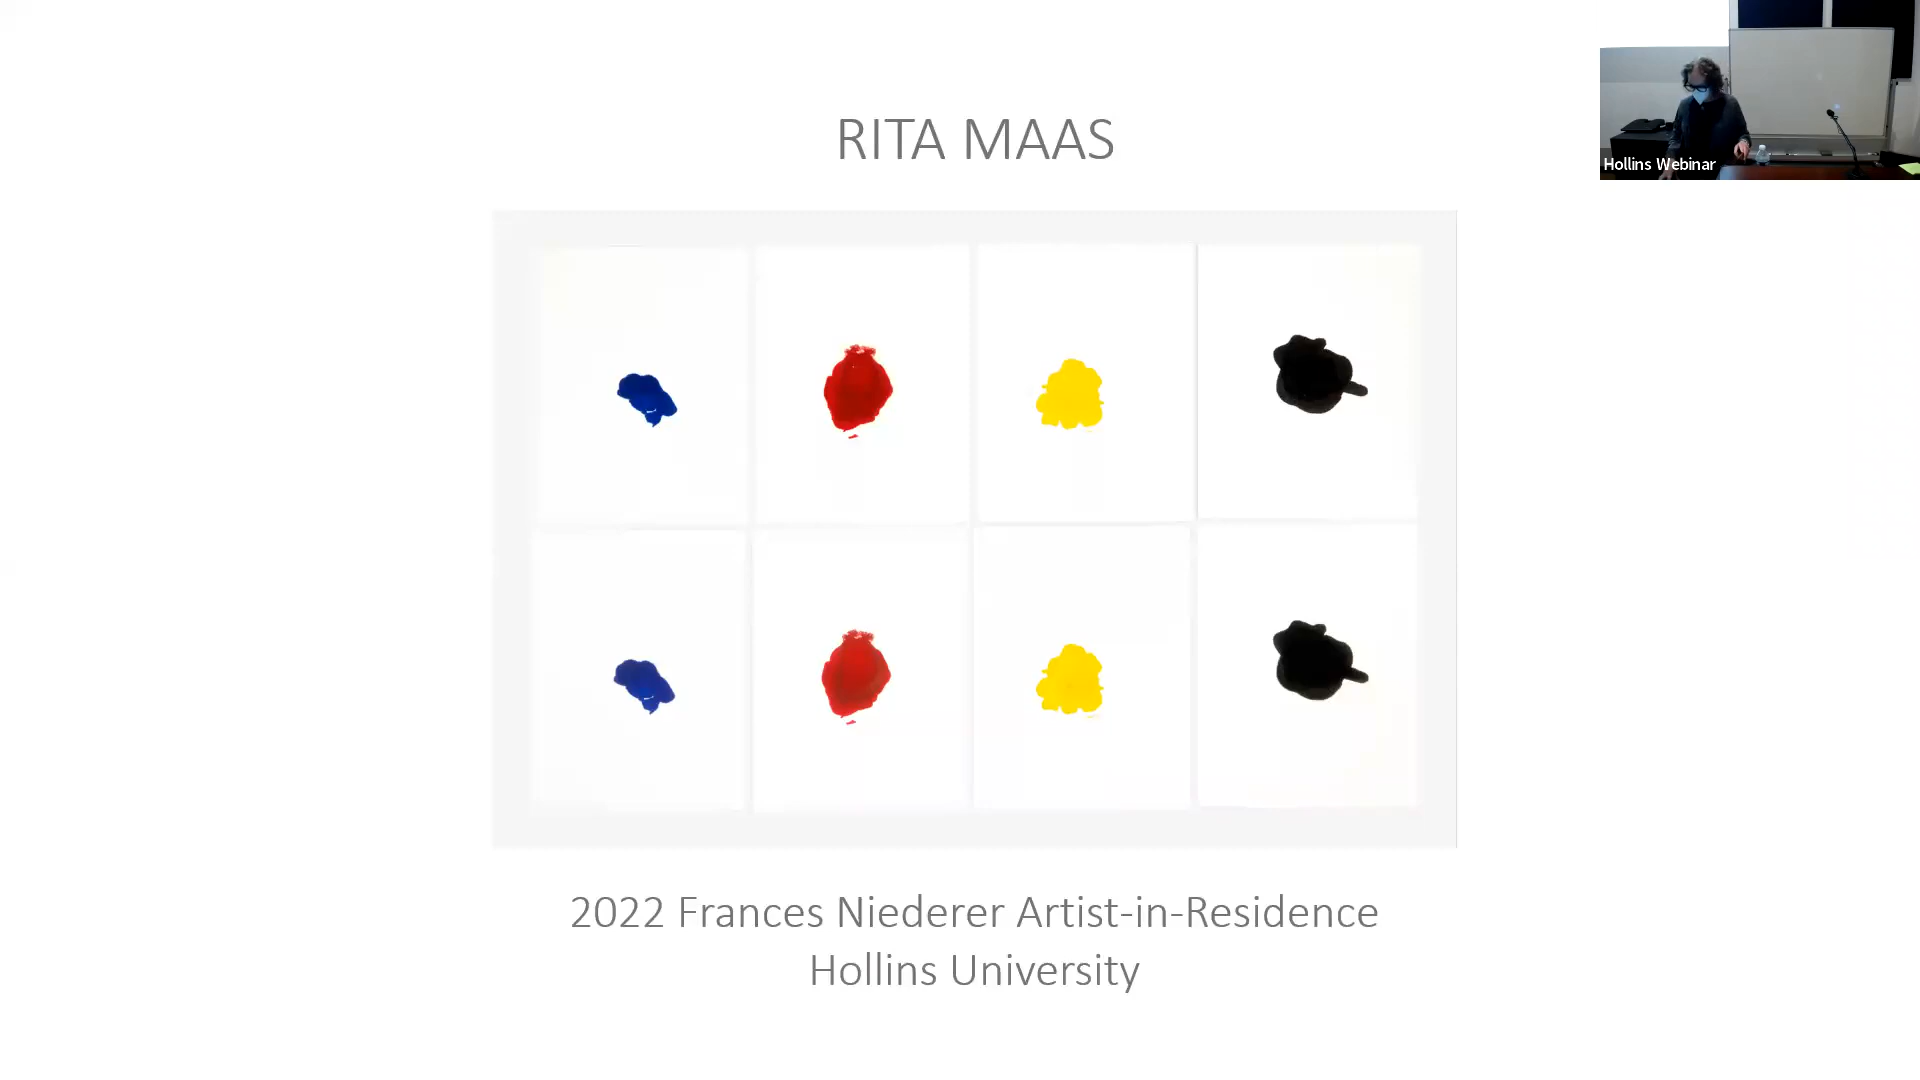 RITA MAAS
Hollins Webinar
2022 Frances Niederer Artist-in-Residence
Hollins University